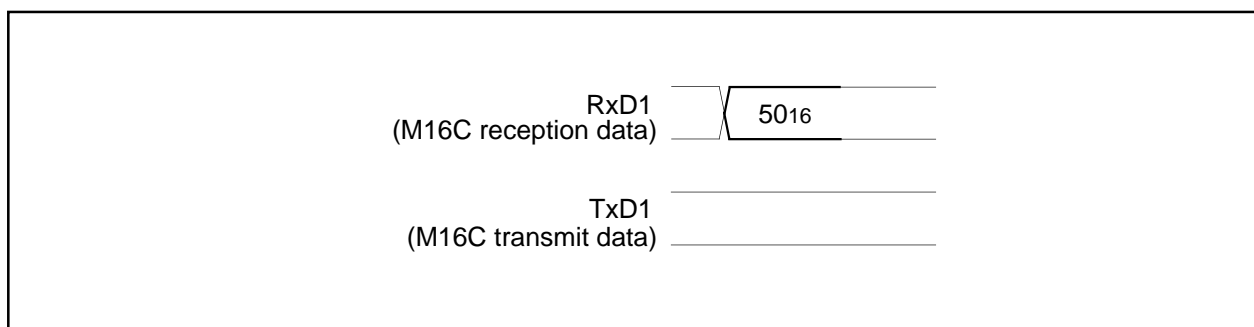 RxD1
(M16C reception data)
5016
TxD1
(M16C transmit data)